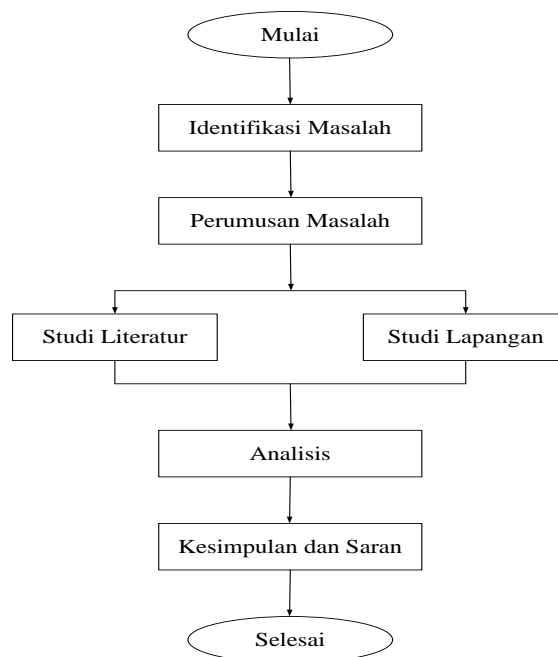 Mulai
Identifikasi Masalah
Perumusan Masalah
Studi Literatur
Studi Lapangan
Analisis
Kesimpulan dan Saran
Selesai